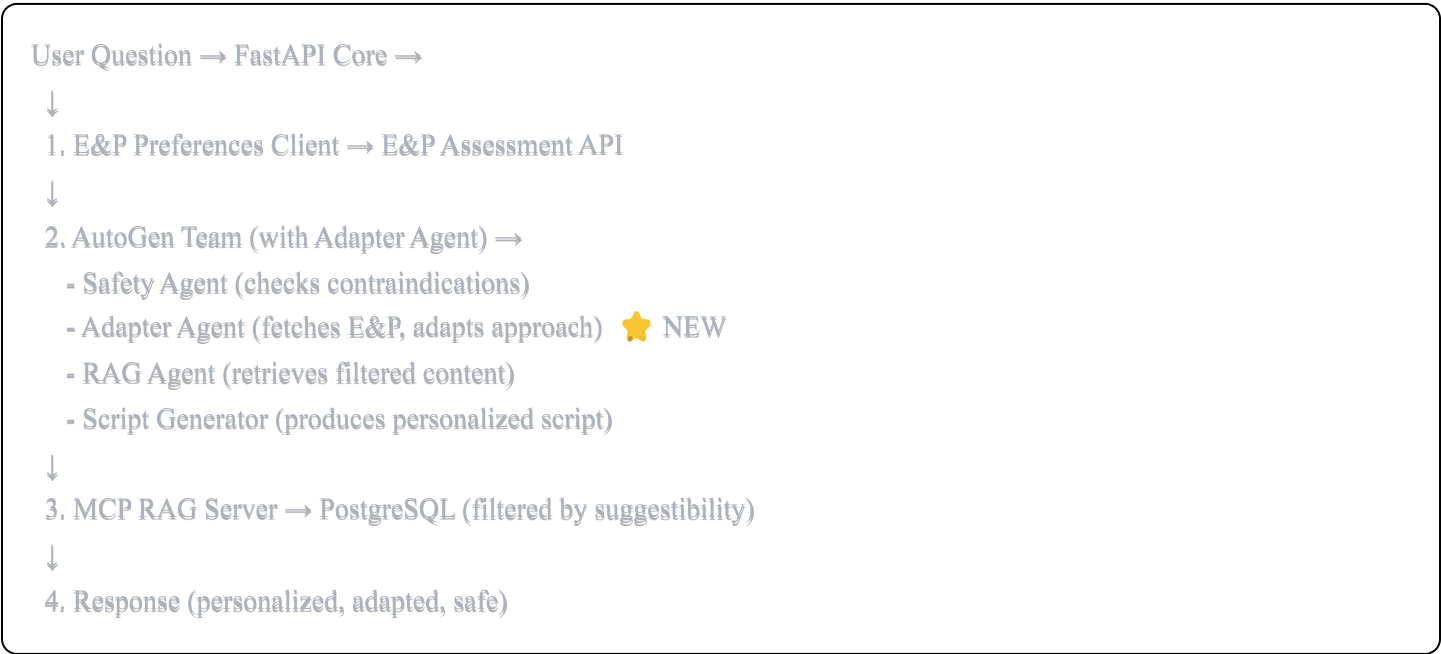 User Question → FastAPI Core →
↓
1. E&P Preferences Client → E&P Assessment API
↓
2. AutoGen Team (with Adapter Agent) →
- Safety Agent (checks contraindications)
- Adapter Agent (fetches E&P, adapts approach) ⭐ NEW
- RAG Agent (retrieves filtered content)
- Script Generator (produces personalized script)
↓
3. MCP RAG Server → PostgreSQL (filtered by suggestibility)
↓
4. Response (personalized, adapted, safe)